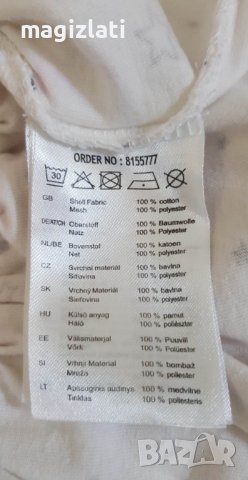 magizlati
ORDER NO : 8155777
30
GB Shell Fabric 100 % cotton
Mesh 100 % polyester
DE/AT/CH Oberstoff 100 % Baumwolle
Netz 100 % polyester
NL/BE Bovenstof 100 % katoen
Net 100 % polyester
CZ Svrchní materiál 100 % bavlna
Síťovina 100 % polyester
SK Vrchný Materiál 100 % bavlna
Sieťovina 100 % polyester
HU Külső anyag 100 % pamut
Háló 100 % poliészter
EE Välismaterjal 100 % Puuvill
Võrk 100 % Polüester
SI Vrhnji Material 100 % bombaž
Mreža 100 % poliester
LT Apsauginis audinys 100 % medvilnė
Tinklas 100 % poliesteris
BAZAR
bg